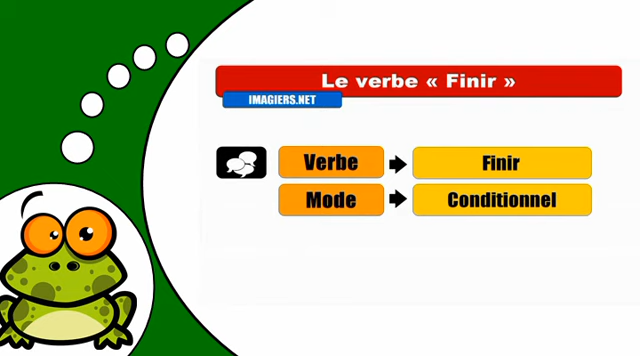 Le verbe « Finir »
IMAGIERS.NET
Verbe Finir
Mode Conditionnel